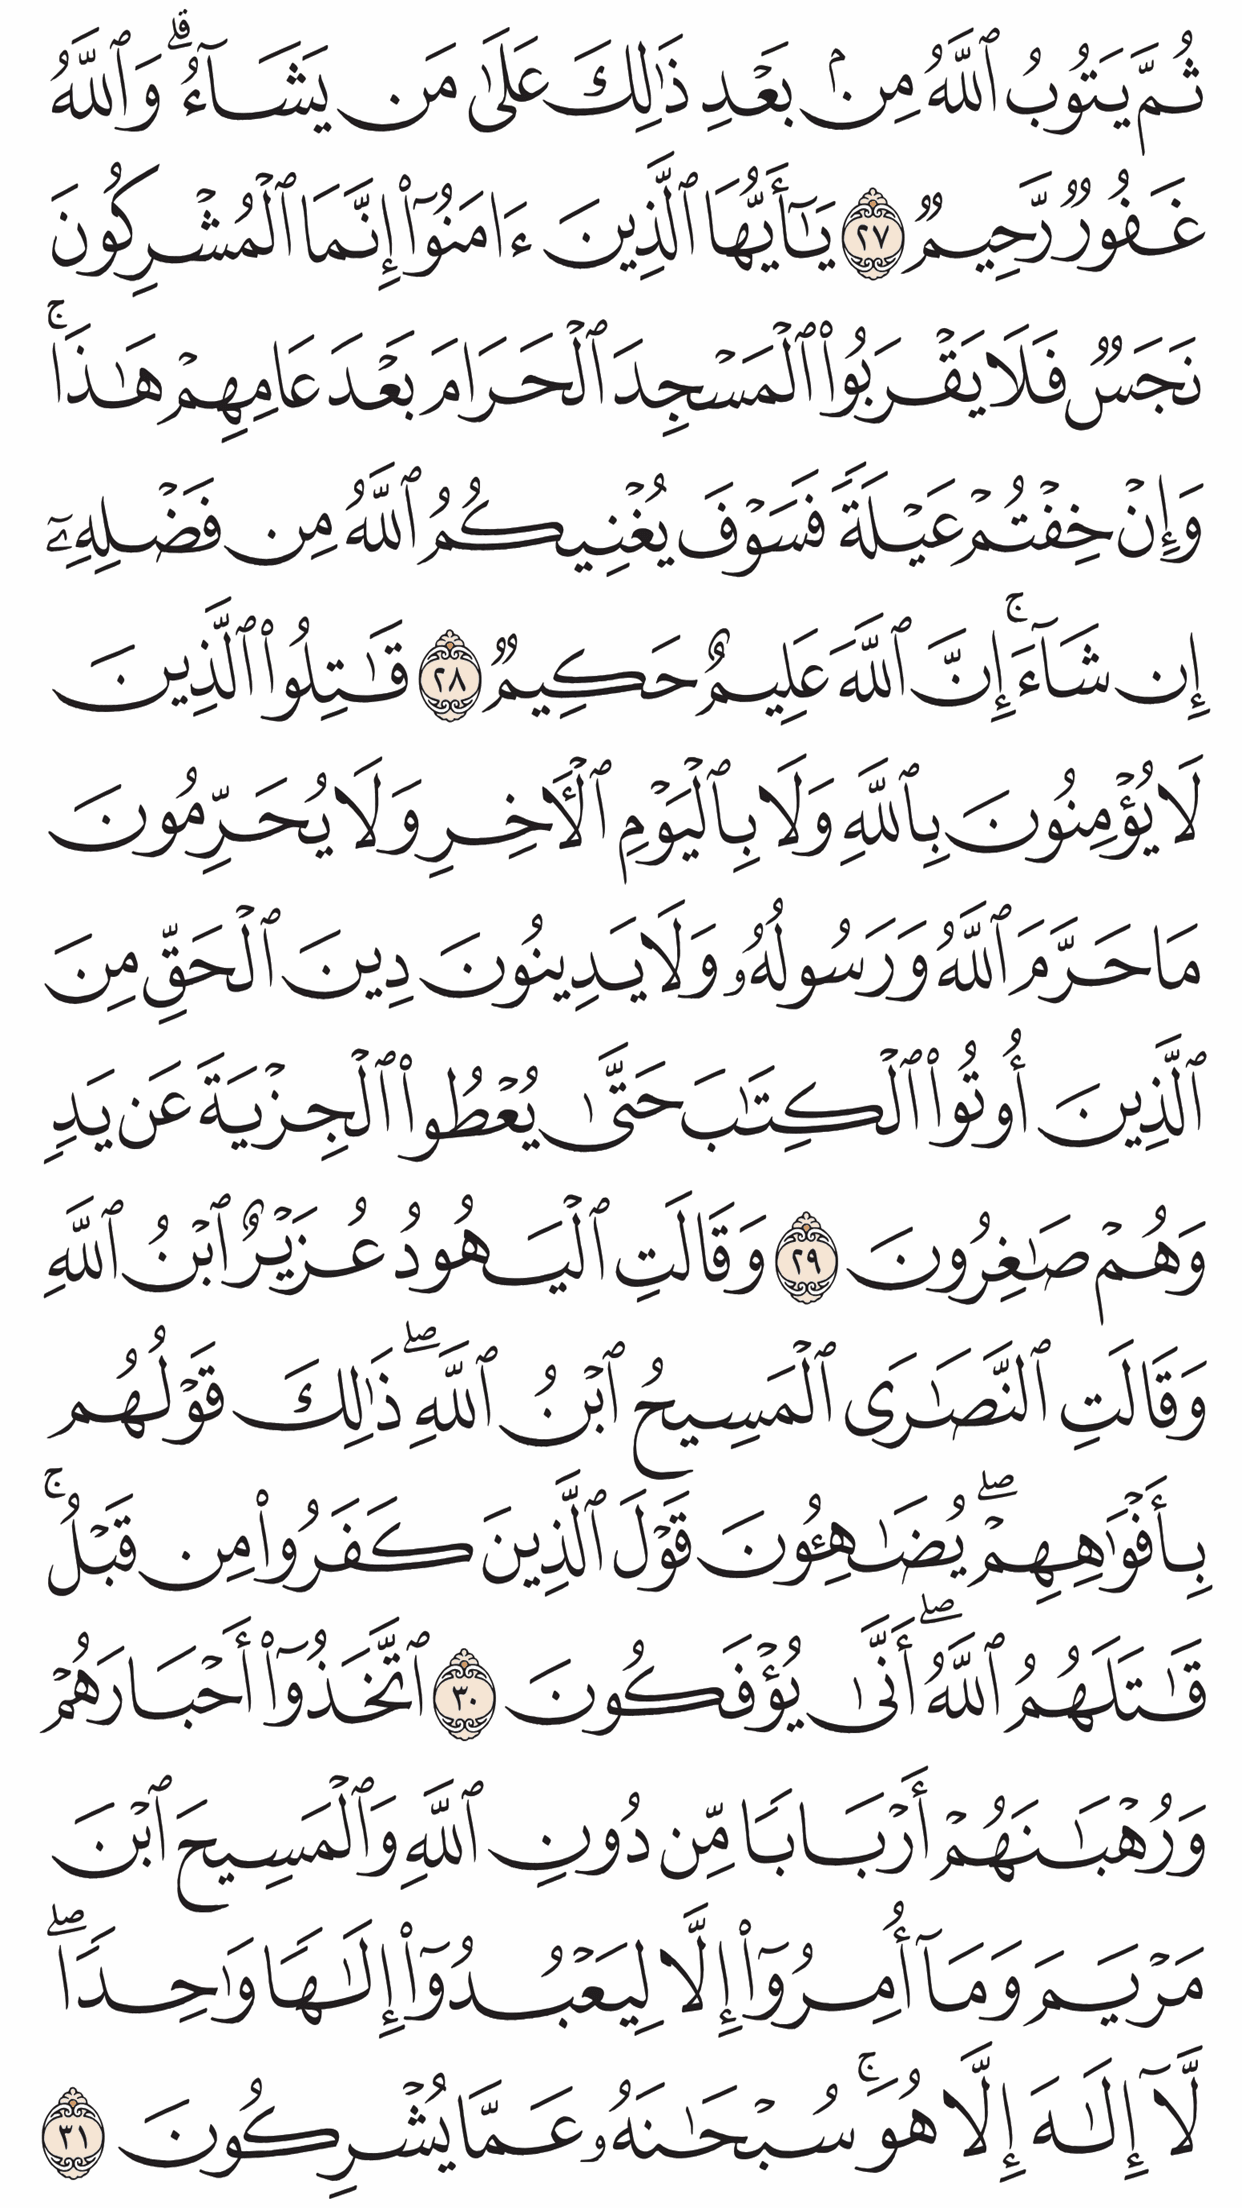 ثُمَّ يَتُوبُ ٱللَّهُ مِنۢ بَعۡدِ ذَٰلِكَ عَلَىٰ مَن يَشَآءُۗ وَٱللَّهُ
غَفُورٞ رَّحِيمٞ ٢٧ يَٰٓأَيُّهَا ٱلَّذِينَ ءَامَنُوٓاْ إِنَّمَا ٱلۡمُشۡرِكُونَ
نَجَسٞ فَلَا يَقۡرَبُواْ ٱلۡمَسۡجِدَ ٱلۡحَرَامَ بَعۡدَ عَامِهِمۡ هَٰذَاۚ
وَإِنۡ خِفۡتُمۡ عَيۡلَةٗ فَسَوۡفَ يُغۡنِيكُمُ ٱللَّهُ مِن فَضۡلِهِۦٓ
إِن شَآءَۚ إِنَّ ٱللَّهَ عَلِيمٌ حَكِيمٞ ٢٨ قَٰتِلُواْ ٱلَّذِينَ
لَا يُؤۡمِنُونَ بِٱللَّهِ وَلَا بِٱلۡيَوۡمِ ٱلۡأٓخِرِ وَلَا يُحَرِّمُونَ
مَا حَرَّمَ ٱللَّهُ وَرَسُولُهُۥ وَلَا يَدِينُونَ دِينَ ٱلۡحَقِّ مِنَ
ٱلَّذِينَ أُوتُواْ ٱلۡكِتَٰبَ حَتَّىٰ يُعۡطُواْ ٱلۡجِزۡيَةَ عَن يَدٖ
وَهُمۡ صَٰغِرُونَ ٢٩ وَقَالَتِ ٱلۡيَهُودُ عُزَيۡرٌ ٱبۡنُ ٱللَّهِ
وَقَالَتِ ٱلنَّصَٰرَى ٱلۡمَسِيحُ ٱبۡنُ ٱللَّهِۖ ذَٰلِكَ قَوۡلُهُم
بِأَفۡوَٰهِهِمۡۖ يُضَٰهِـُٔونَ قَوۡلَ ٱلَّذِينَ كَفَرُواْ مِن قَبۡلُۚ
قَٰتَلَهُمُ ٱللَّهُۖ أَنَّىٰ يُؤۡفَكُونَ ٣٠ ٱتَّخَذُوٓاْ أَحۡبَارَهُمۡ
وَرُهۡبَٰنَهُمۡ أَرۡبَابٗا مِّن دُونِ ٱللَّهِ وَٱلۡمَسِيحَ ٱبۡنَ
مَرۡيَمَ وَمَآ أُمِرُوٓاْ إِلَّا لِيَعۡبُدُوٓاْ إِلَٰهٗا وَٰحِدٗاۖ
لَّآ إِلَٰهَ إِلَّا هُوَۚ سُبۡحَٰنَهُۥ عَمَّا يُشۡرِكُونَ ٣١